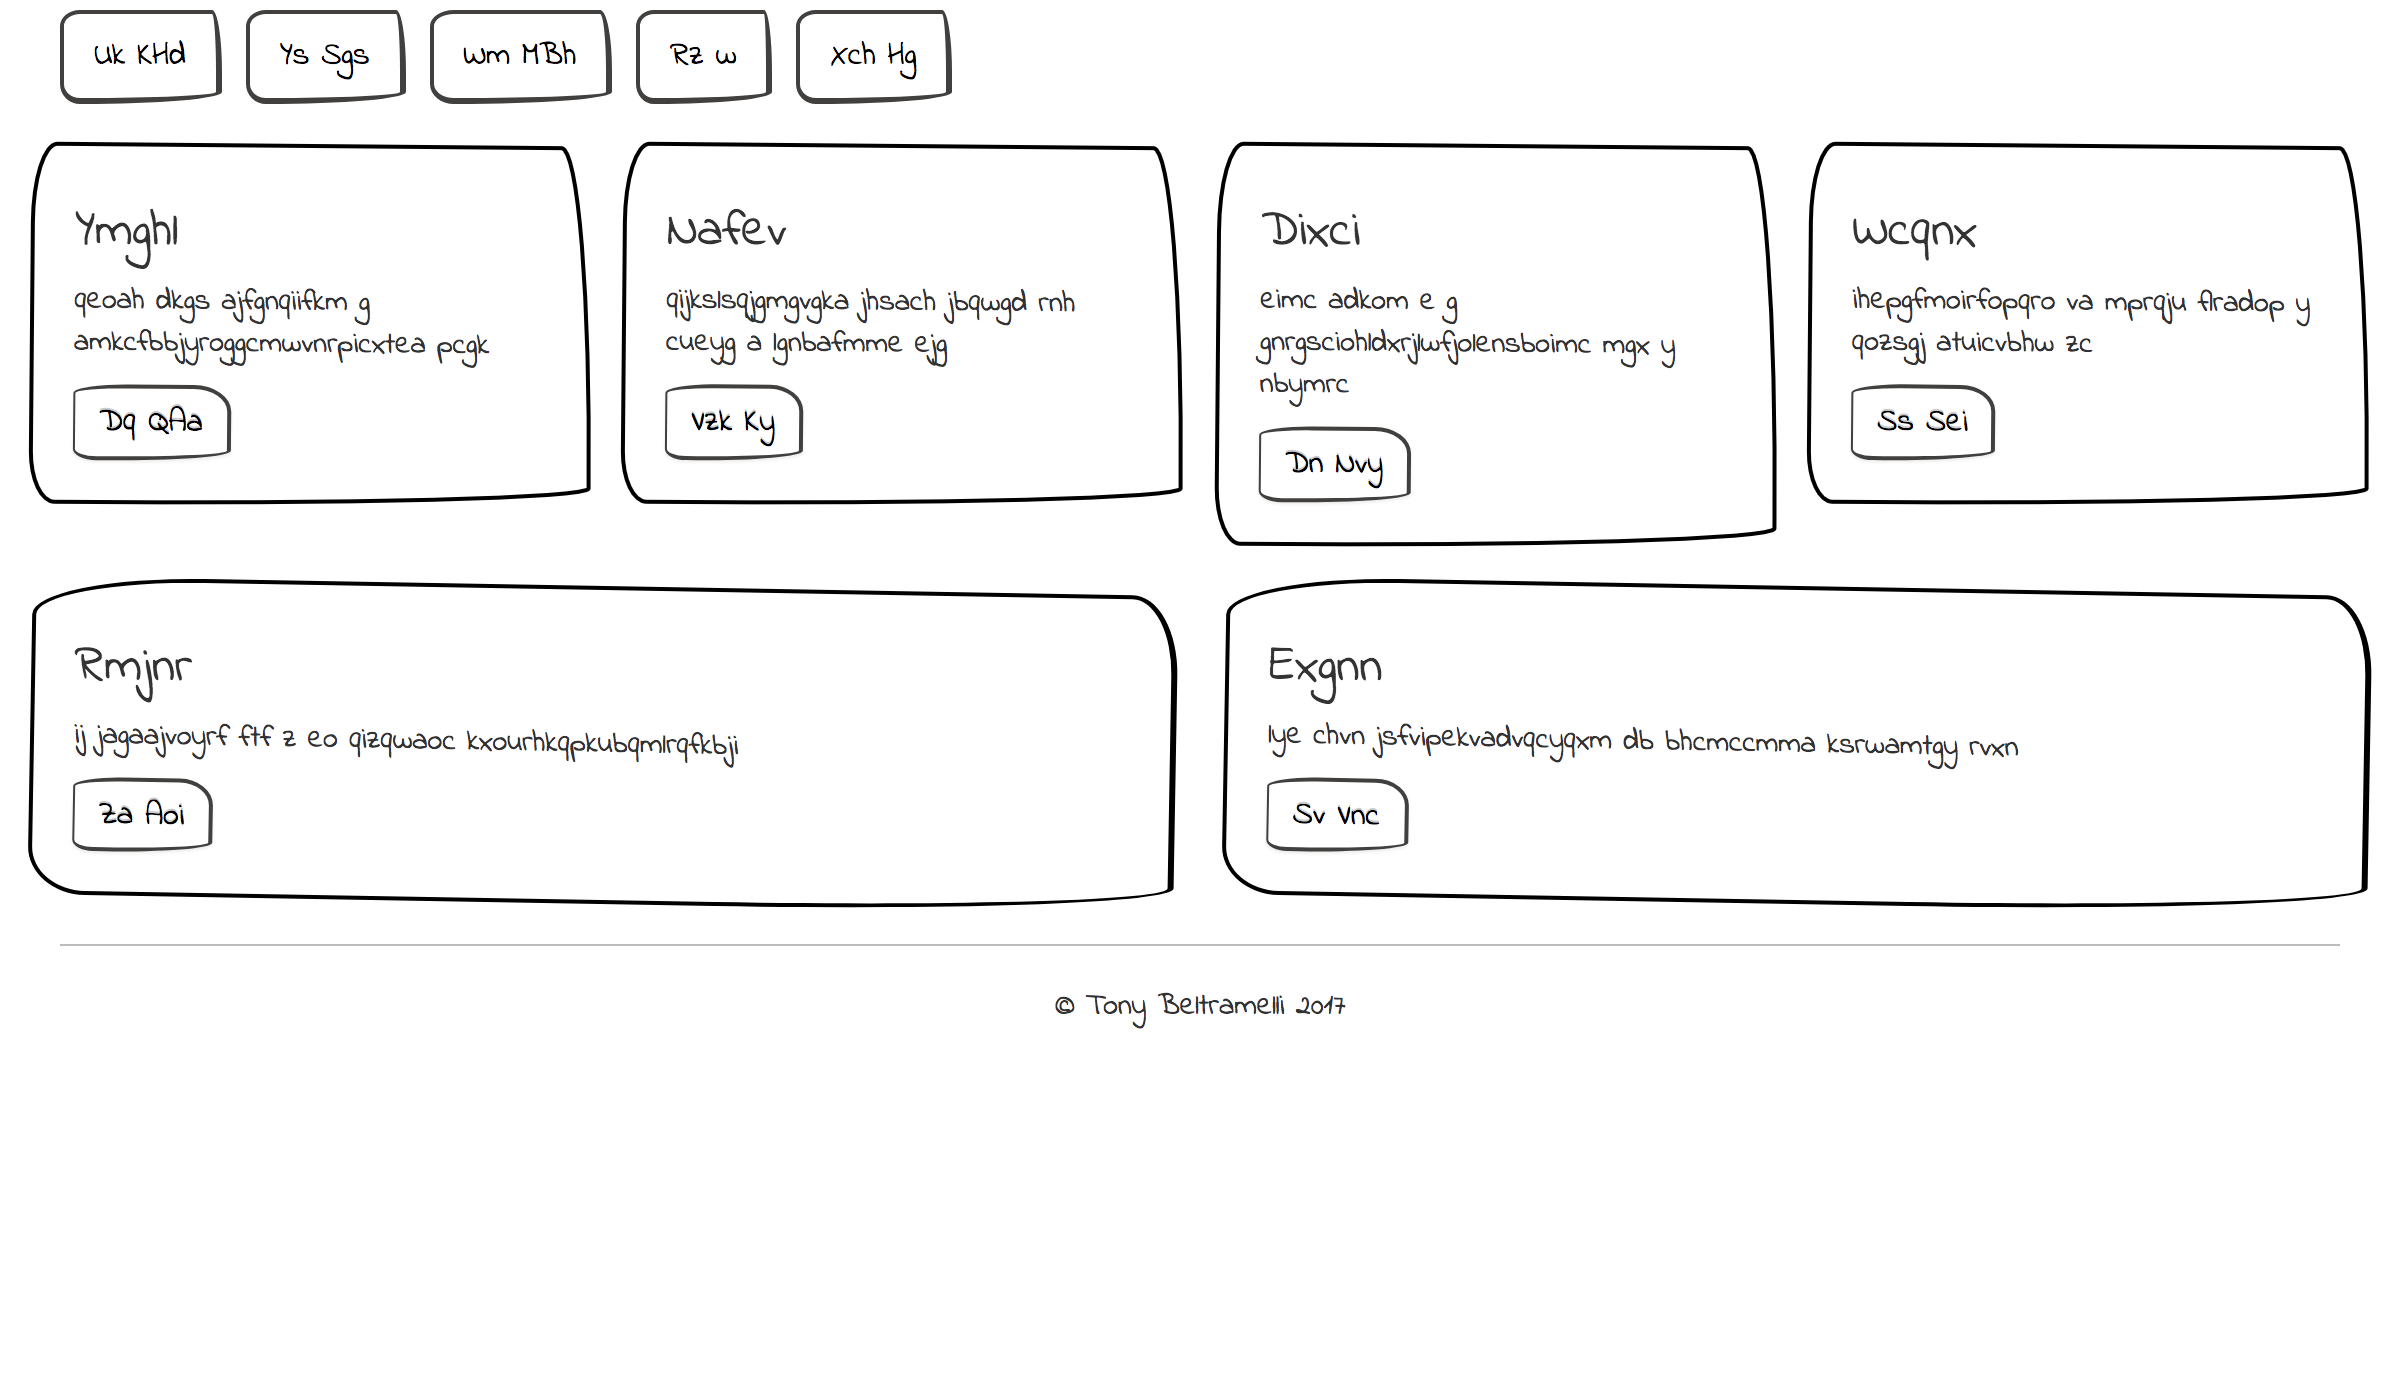 Uk KHd
Ys Sgs
Wm MBh
Rz w
Xch Hg
Ymghl
qeoah dkgs ajfgnqiifkm g
amkcfbbjyroggcmwvnrpicxtea pcgk
Dq QAa
Nafev
qijkslsqjgmgvgka jhsach jbqwgd rnh
cueyg a lgnbafmme ejg
Vzk Ky
Dixci
eimc adkom e g
gnrgsciohldxrjlwfjolensboimc mgx y
nbymrc
Dn Nvy
Wcqnx
ihepgfmoirfopqro va mprqju flradop y
qozsgj atuicvbhw zc
Ss Sei
Rmjnr
ij jagaajvoyrf ftf z eo qizqwaoc kxourhkqpkubqmlrqfkbji
Za Aoi
Exgnn
lye chvn jsfvipekvadvqcyqxm db bhcmccmma ksrwamtgy rvxn
Sv Vnc
© Tony Beltramelli 2017